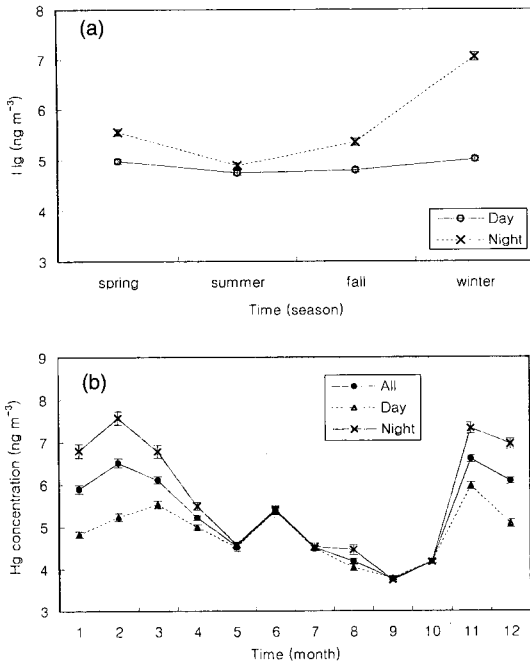 (a)
8
7
6
5
4
3
Hg (ng m⁻³)
Day
Night
spring summer fall winter
Time (season)
(b)
9
8
7
6
5
4
3
Hg concentration (ng m⁻³)
All
Day
Night
1 2 3 4 5 6 7 8 9 10 11 12
Time (month)